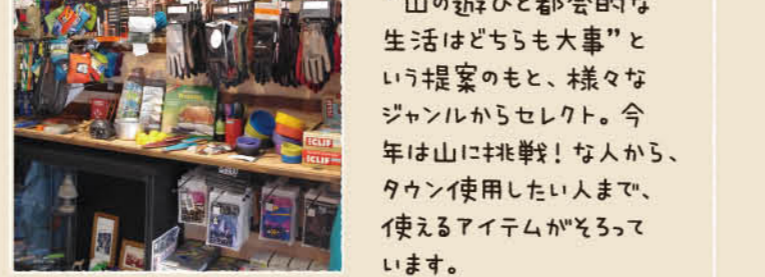 “山の遊びと都会的な
生活はどちらも大事”と
いう提案のもと、様々な
ジャンルからセレクト。今
年は山に挑戦！な人から、
タウン使用したい人まで、
使えるアイテムがそろって
います。
CLIF
CLIF